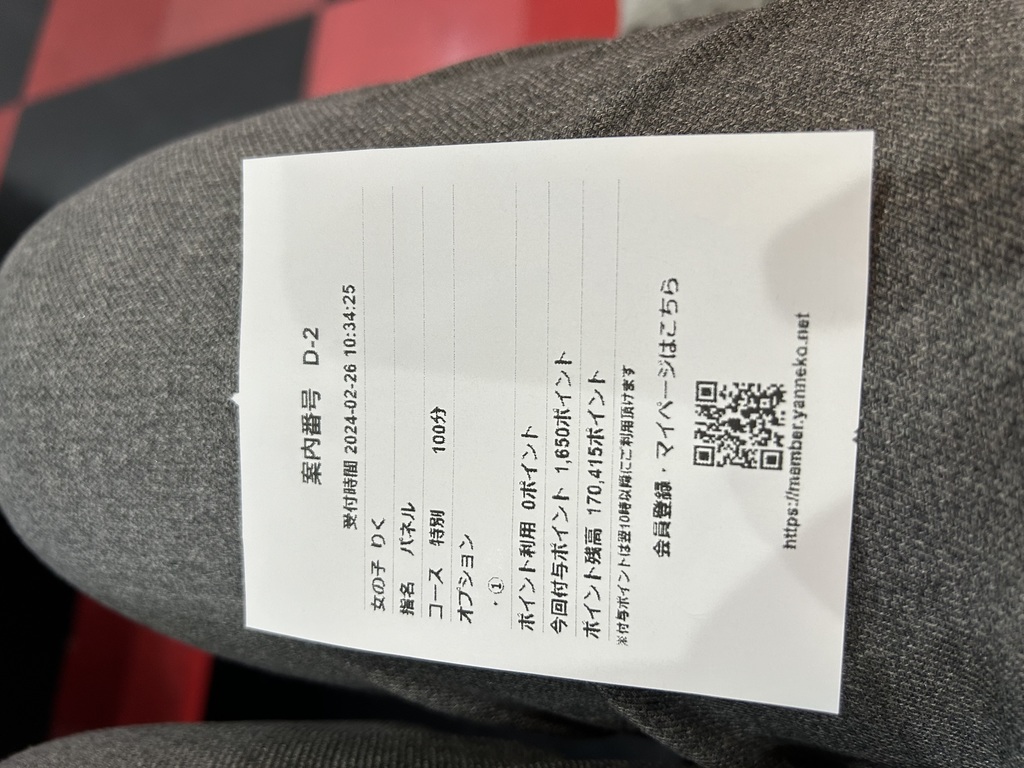 案内番号 D-2
受付時間 2024-02-26 10:34:25
女の子 りく
指名 パネル
コース 特別 100分
オプション
・①
ポイント利用 0ポイント
今回付与ポイント 1,650ポイント
ポイント残高 170,415ポイント
※付与ポイントは翌10時以降にご利用頂けます
会員登録・マイページはこちら
https://member.yanneko.net